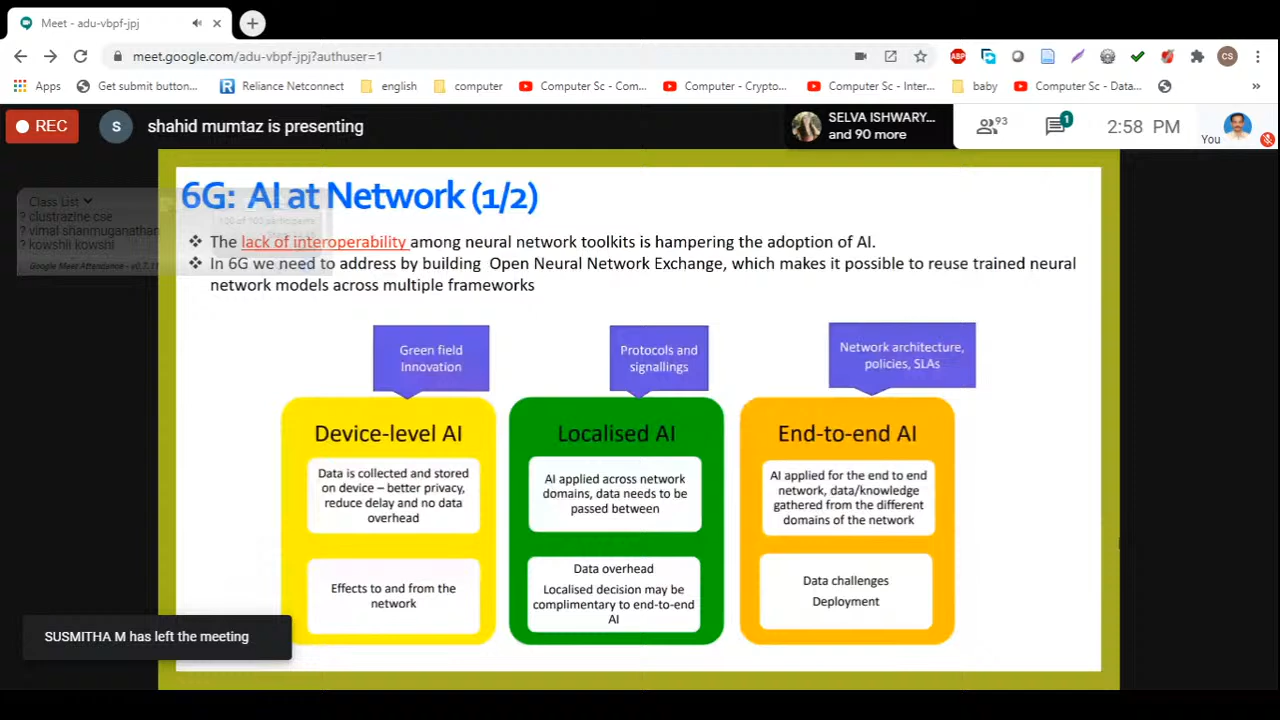 Meet - adu-vbpf-jpj
meet.google.com/adu-vbpf-jpj?authuser=1
ABP
CS
Apps
Get submit button...
Reliance Netconnect
english
computer
Computer Sc - Com...
Computer - Crypto...
Computer Sc - Inter...
baby
Computer Sc - Data...
REC
S
shahid mumtaz is presenting
SELVA ISHWARY...
and 90 more
93
1
2:58 PM
You
Class List
? clustrazine cse
? vimal shanmuganathan
? kowshii kowshi
6G: AI at Network (1/2)
The lack of interoperability among neural network toolkits is hampering the adoption of AI.
In 6G we need to address by building Open Neural Network Exchange, which makes it possible to reuse trained neural
network models across multiple frameworks
Green field
Innovation
Protocols and
signallings
Network architecture,
policies, SLAs
Device-level AI
Data is collected and stored
on device – better privacy,
reduce delay and no data
overhead
Effects to and from the
network
Localised AI
AI applied across network
domains, data needs to be
passed between
Data overhead
Localised decision may be
complimentary to end-to-end
AI
End-to-end AI
AI applied for the end to end
network, data/knowledge
gathered from the different
domains of the network
Data challenges
Deployment
SUSMITHA M has left the meeting